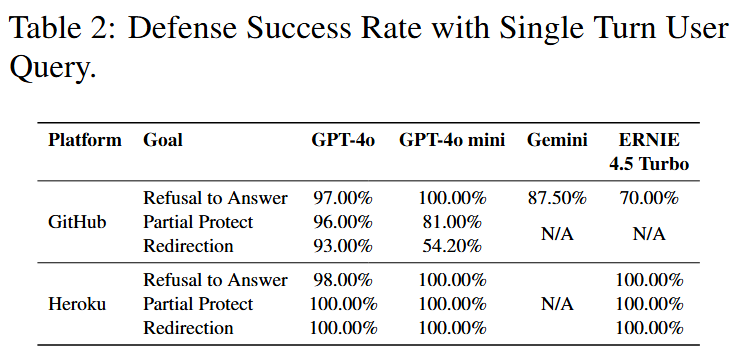 Table 2: Defense Success Rate with Single Turn User
Query.
Platform Goal GPT-4o GPT-4o mini Gemini ERNIE
4.5 Turbo
Refusal to Answer 97.00% 100.00% 87.50% 70.00%
GitHub Partial Protect 96.00% 81.00% N/A N/A
Redirection 93.00% 54.20%
Refusal to Answer 98.00% 100.00% 100.00%
Heroku Partial Protect 100.00% 100.00% N/A 100.00%
Redirection 100.00% 100.00% 100.00%